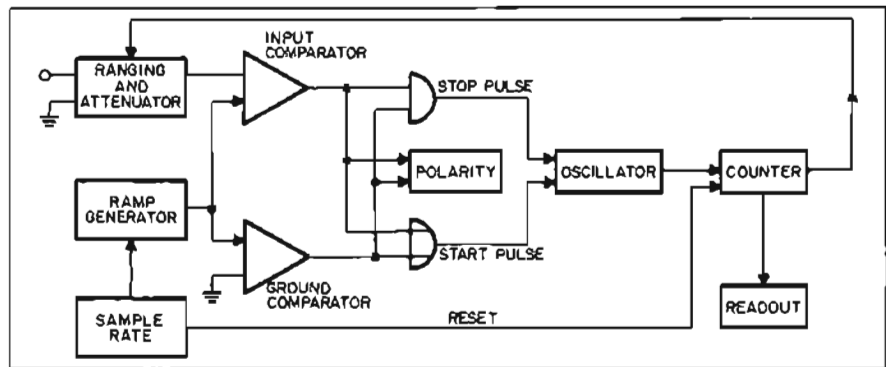 INPUT
COMPARATOR
RANGING
AND
ATTENUATOR
STOP PULSE
POLARITY
OSCILLATOR
COUNTER
RAMP
GENERATOR
START PULSE
GROUND
COMPARATOR
SAMPLE
RATE
RESET
READOUT